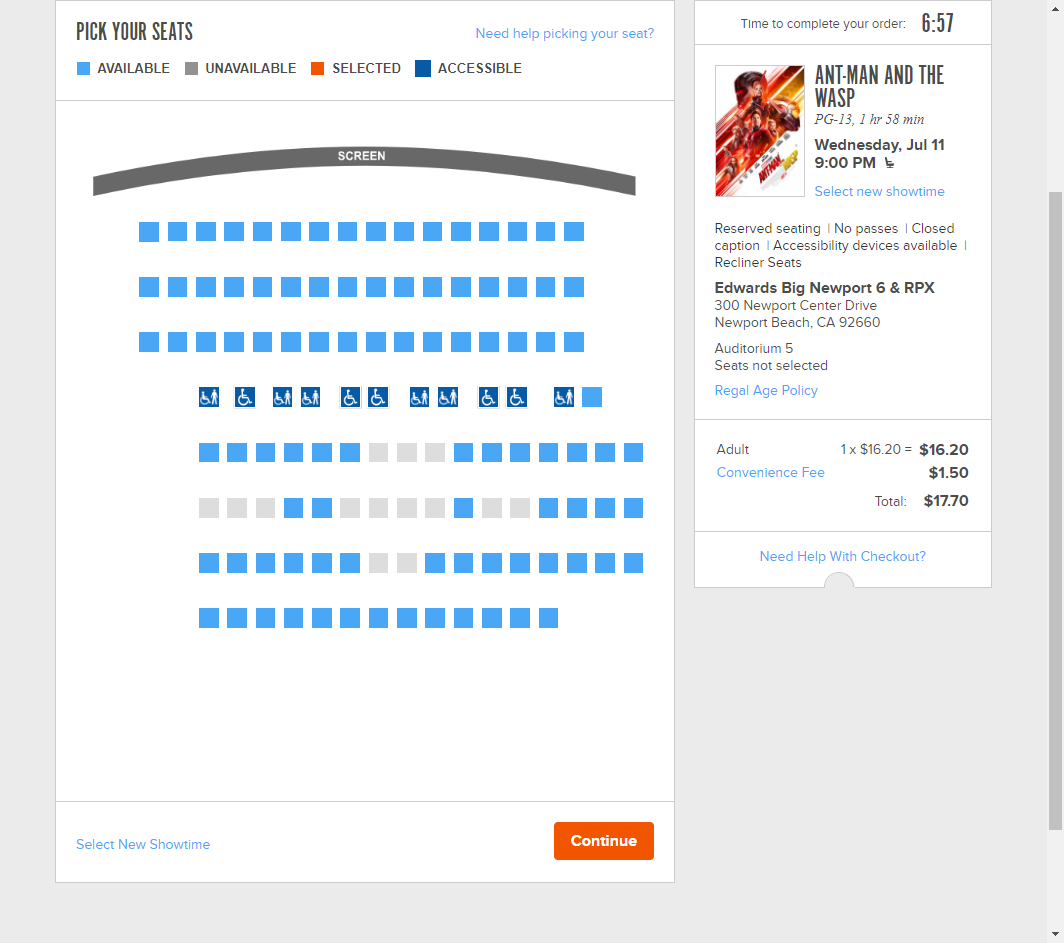 PICK YOUR SEATS
Need help picking your seat?
AVAILABLE UNAVAILABLE SELECTED ACCESSIBLE
SCREEN
Select New Showtime
Continue
Time to complete your order: 6:57
ANT-MAN AND THE
WASP
PG-13, 1 hr 58 min
Wednesday, Jul 11
9:00 PM
Select new showtime
ANT-MAN
Reserved seating | No passes | Closed
caption | Accessibility devices available |
Recliner Seats
Edwards Big Newport 6 & RPX
300 Newport Center Drive
Newport Beach, CA 92660
Auditorium 5
Seats not selected
Regal Age Policy
Adult 1 x $16.20 = $16.20
Convenience Fee $1.50
Total: $17.70
Need Help With Checkout?